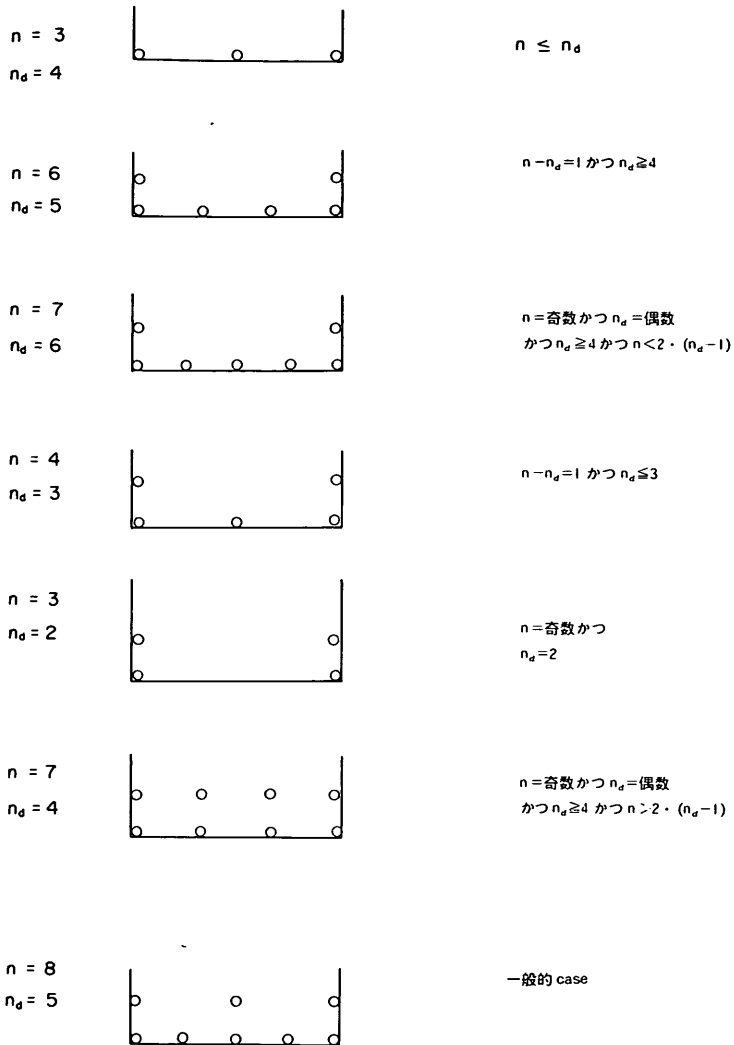 n = 3
n_d = 4
n ≤ n_d
n = 6
n_d = 5
n−n_d=1 かつ n_d≧4
n = 7
n_d = 6
n=奇数かつ n_d=偶数
かつ n_d≧4 かつ n<2・(n_d−1)
n = 4
n_d = 3
n−n_d=1 かつ n_d≦3
n = 3
n_d = 2
n=奇数かつ
n_d=2
n = 7
n_d = 4
n=奇数かつ n_d=偶数
かつ n_d≧4 かつ n>2・(n_d−1)
n = 8
n_d = 5
一般的 case